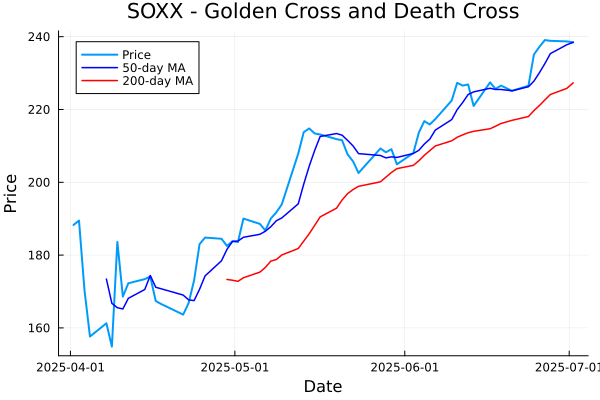 SOXX - Golden Cross and Death Cross
Price
50-day MA
200-day MA
Price
240
220
200
180
160
2025-04-01
2025-05-01
2025-06-01
2025-07-01
Date